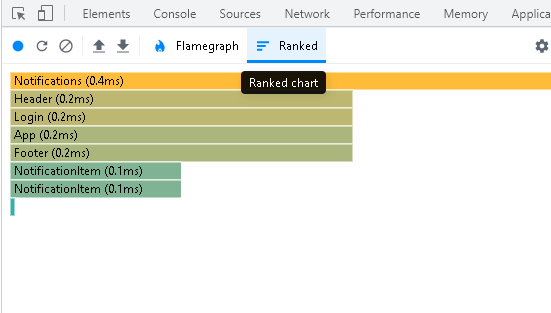 Elements Console Sources Network Performance Memory Applica
Flamegraph Ranked
Ranked chart
Notifications (0.4ms)
Header (0.2ms)
Login (0.2ms)
App (0.2ms)
Footer (0.2ms)
NotificationItem (0.1ms)
NotificationItem (0.1ms)